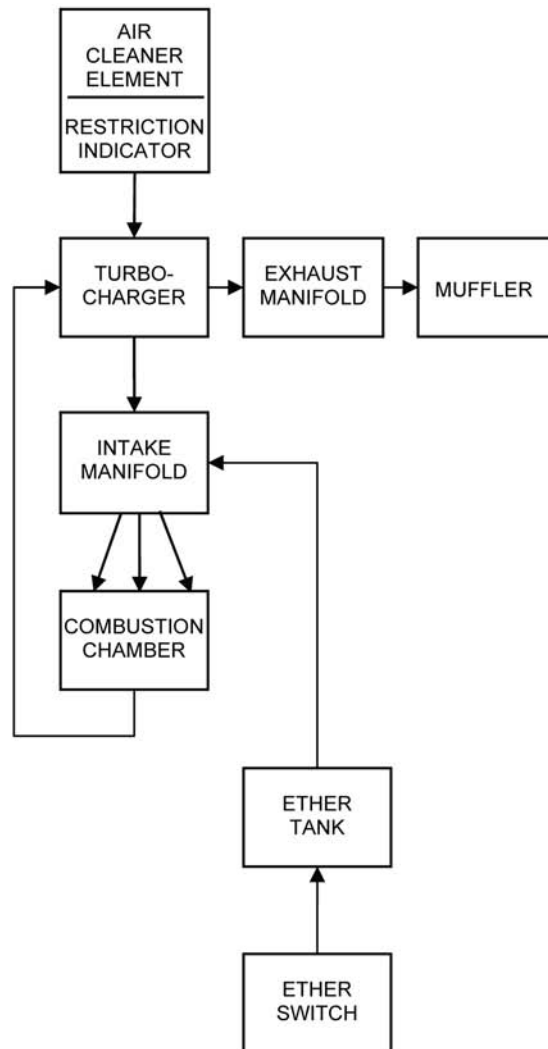 AIR
CLEANER
ELEMENT
RESTRICTION
INDICATOR
TURBO-
CHARGER
EXHAUST
MANIFOLD
MUFFLER
INTAKE
MANIFOLD
COMBUSTION
CHAMBER
ETHER
TANK
ETHER
SWITCH